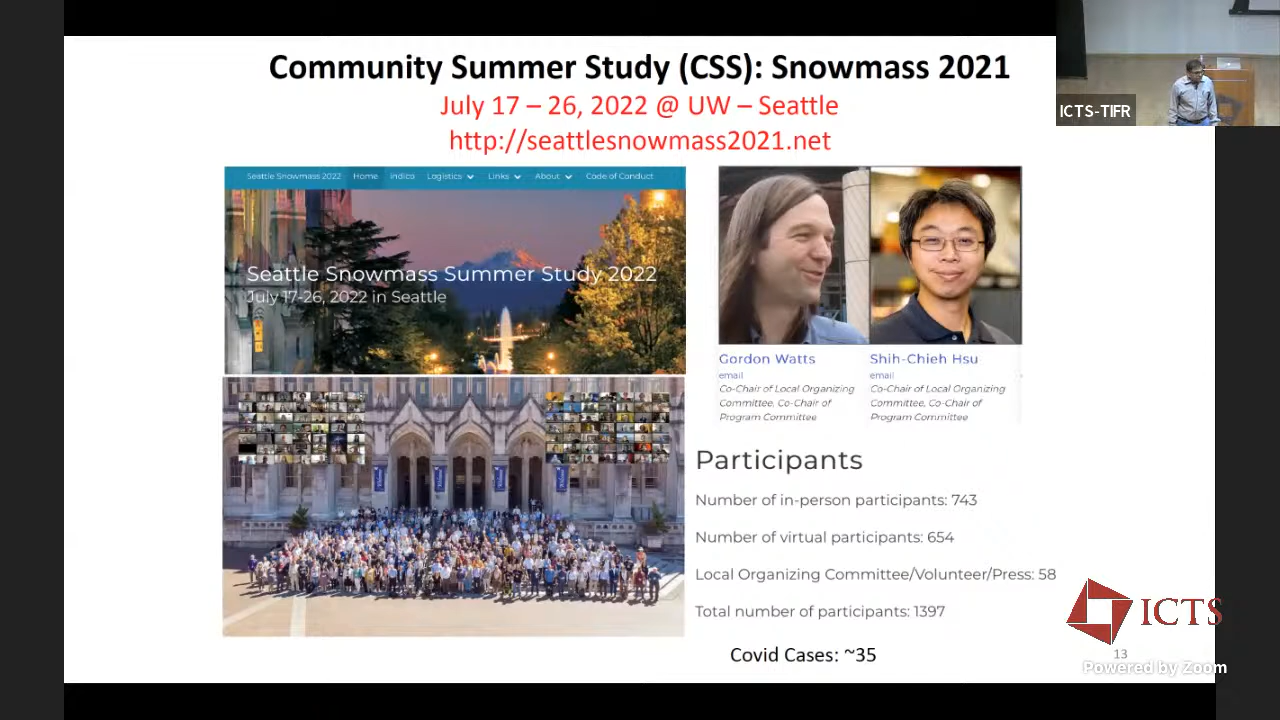 Community Summer Study (CSS): Snowmass 2021
July 17 – 26, 2022 @ UW – Seattle
http://seattlesnowmass2021.net
ICTS-TIFR
Seattle Snowmass 2022 Home Indico Logistics Links About Code of Conduct
Seattle Snowmass Summer Study 2022
July 17-26, 2022 in Seattle
Gordon Watts
email
Co-Chair of Local Organizing
Committee, Co-Chair of
Program Committee
Shih-Chieh Hsu
email
Co-Chair of Local Organizing
Committee, Co-Chair of
Program Committee
Participants
Number of in-person participants: 743
Number of virtual participants: 654
Local Organizing Committee/Volunteer/Press: 58
Total number of participants: 1397
Covid Cases: ~35
ICTS
13
Powered by Zoom